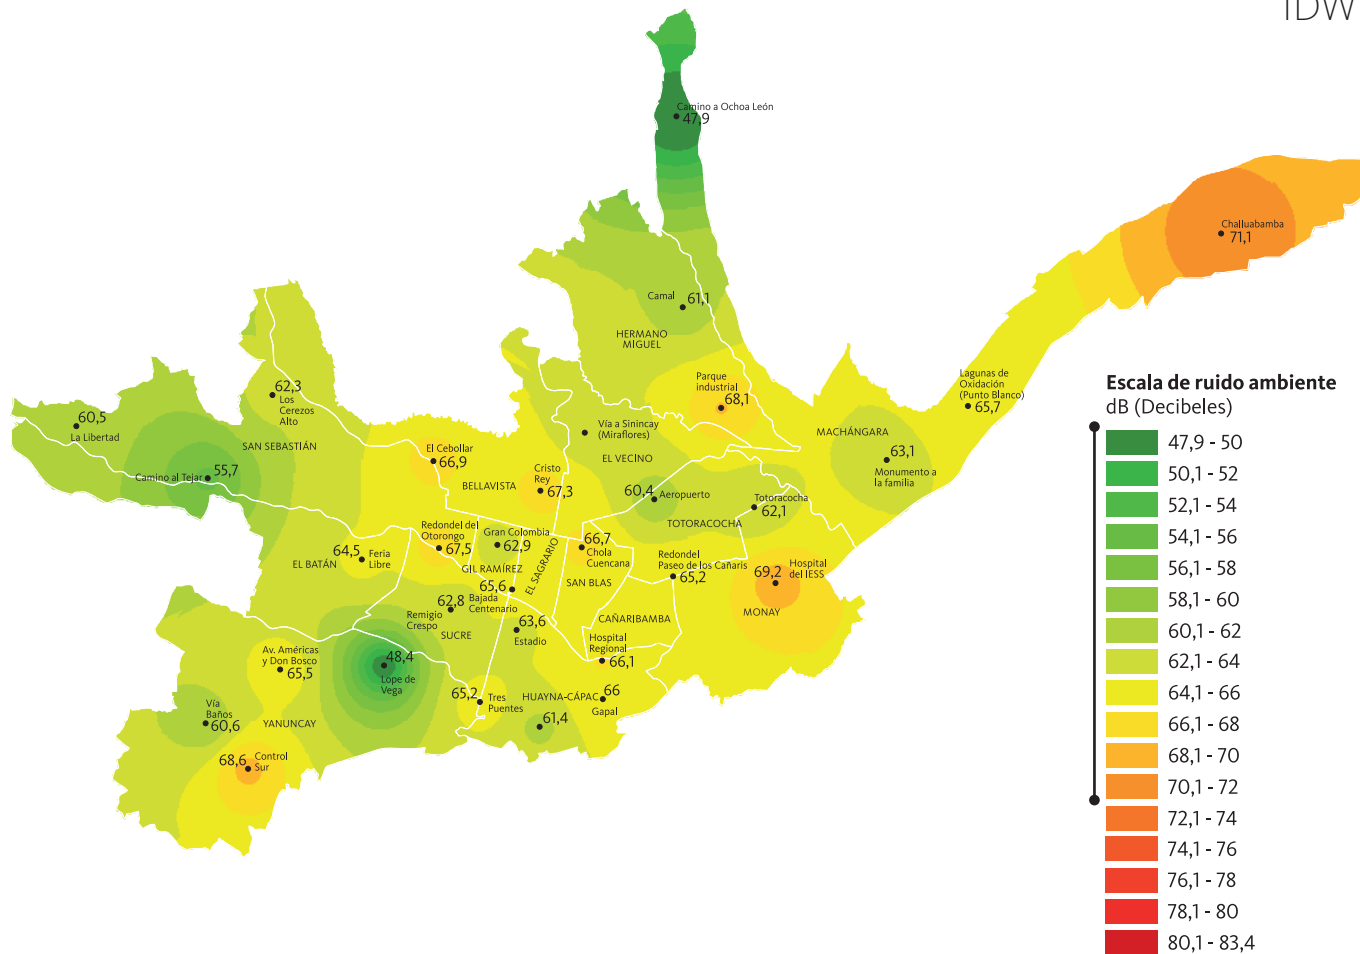 IDW
Camino a Ochoa León
47,9
Challuabamba
71,1
Camal
61,1
HERMANO
MIGUEL
Parque
industrial
68,1
Lagunas de
Oxidación
(Punto Blanco)
65,7
62,3
Los
Cerezos
Alto
60,5
La Libertad
SAN SEBASTIÁN
Camino al Tejar
55,7
El Cebollar
66,9
BELLAVISTA
Cristo
Rey
67,3
Vía a Sinincay
(Miraflores)
EL VECINO
MACHÁNGARA
63,1
Monumento a
la familia
60,4
Aeropuerto
Totoracocha
62,1
TOTORACOCHA
Redondel del
Otorongo
67,5
Gran Colombia
62,9
GIL RAMÍREZ
EL SAGRARIO
66,7
Chola
Cuencana
SAN BLAS
Redondel
Paseo de los Cañaris
65,2
69,2
Hospital
del IESS
MONAY
64,5
Feria
Libre
EL BATÁN
65,6
Bajada
Centenario
62,8
Remigio
Crespo
SUCRE
63,6
Estadio
CAÑARIBAMBA
Hospital
Regional
66,1
Av. Américas
y Don Bosco
65,5
48,4
Lope de
Vega
65,2
Tres
Puentes
HUAYNA-CÁPAC
66
Gapal
61,4
Vía
Baños
60,6
YANUNCAY
68,6
Control
Sur
Escala de ruido ambiente
dB (Decibeles)
47,9 - 50
50,1 - 52
52,1 - 54
54,1 - 56
56,1 - 58
58,1 - 60
60,1 - 62
62,1 - 64
64,1 - 66
66,1 - 68
68,1 - 70
70,1 - 72
72,1 - 74
74,1 - 76
76,1 - 78
78,1 - 80
80,1 - 83,4